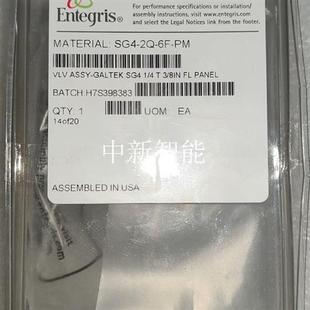 Entegris
For performance specifications or installation/
assembly instructions, visit www.entegris.com and
select the Legal Notices link from the footer.
MATERIAL: SG4-2Q-6F-PM
VLV ASSY-GALTEK SG4 1/4 T 3/8IN FL PANEL
BATCH:H7S398383
QTY: 1 UOM: EA
14of20
中新智能
ASSEMBLED IN USA